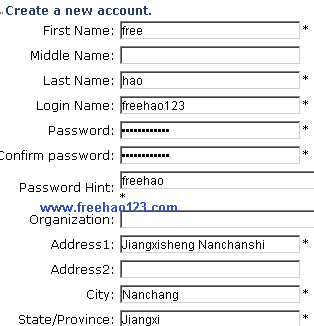 Create a new account.
First Name: free *
Middle Name:
Last Name: hao *
Login Name: freehao123 *
Password: •••••••••••• *
Confirm password: •••••••••••• *
Password Hint: freehao
*
www.freehao123.com
Organization:
Address1: Jiangxisheng Nanchanshi *
Address2:
City: Nanchang *
State/Province: Jiangxi *